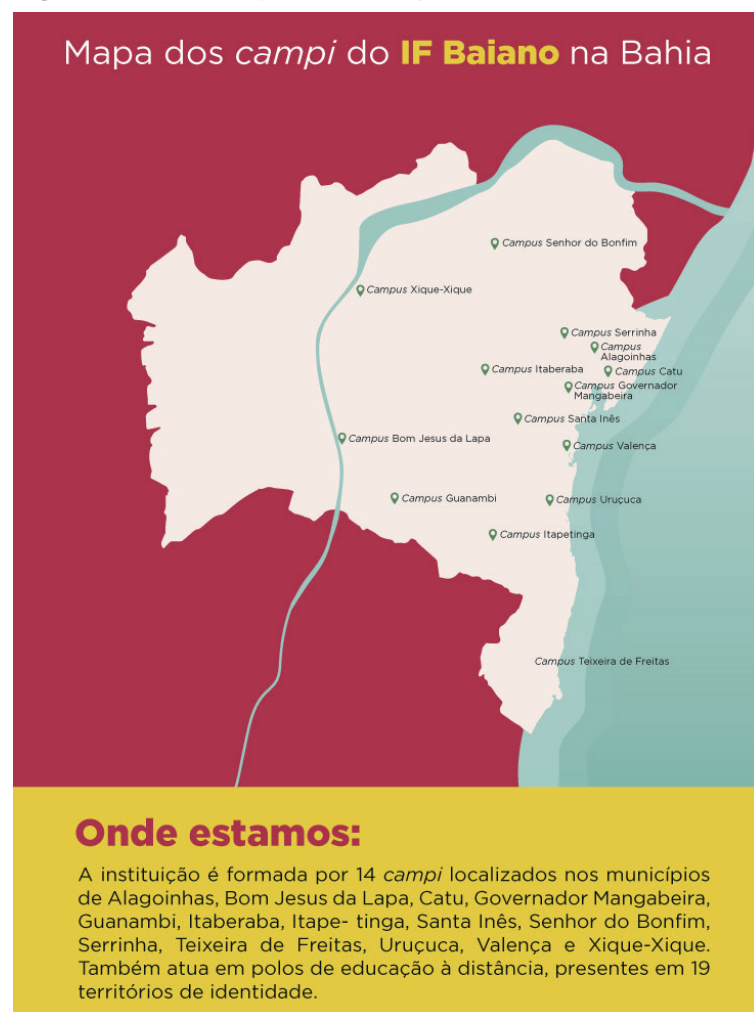 Mapa dos campi do IF Baiano na Bahia
Campus Senhor do Bonfim
Campus Xique-Xique
Campus Serrinha
Campus
Alagoinhas
Campus Itaberaba
Campus Catu
Campus Governador
Mangabeira
Campus Santa Inês
Campus Bom Jesus da Lapa
Campus Valença
Campus Guanambi
Campus Uruçuca
Campus Itapetinga
Campus Teixeira de Freitas
Onde estamos:
A instituição é formada por 14 campi localizados nos municípios
de Alagoinhas, Bom Jesus da Lapa, Catu, Governador Mangabeira,
Guanambi, Itaberaba, Itape- tinga, Santa Inês, Senhor do Bonfim,
Serrinha, Teixeira de Freitas, Uruçuca, Valença e Xique-Xique.
Também atua em polos de educação à distância, presentes em 19
territórios de identidade.